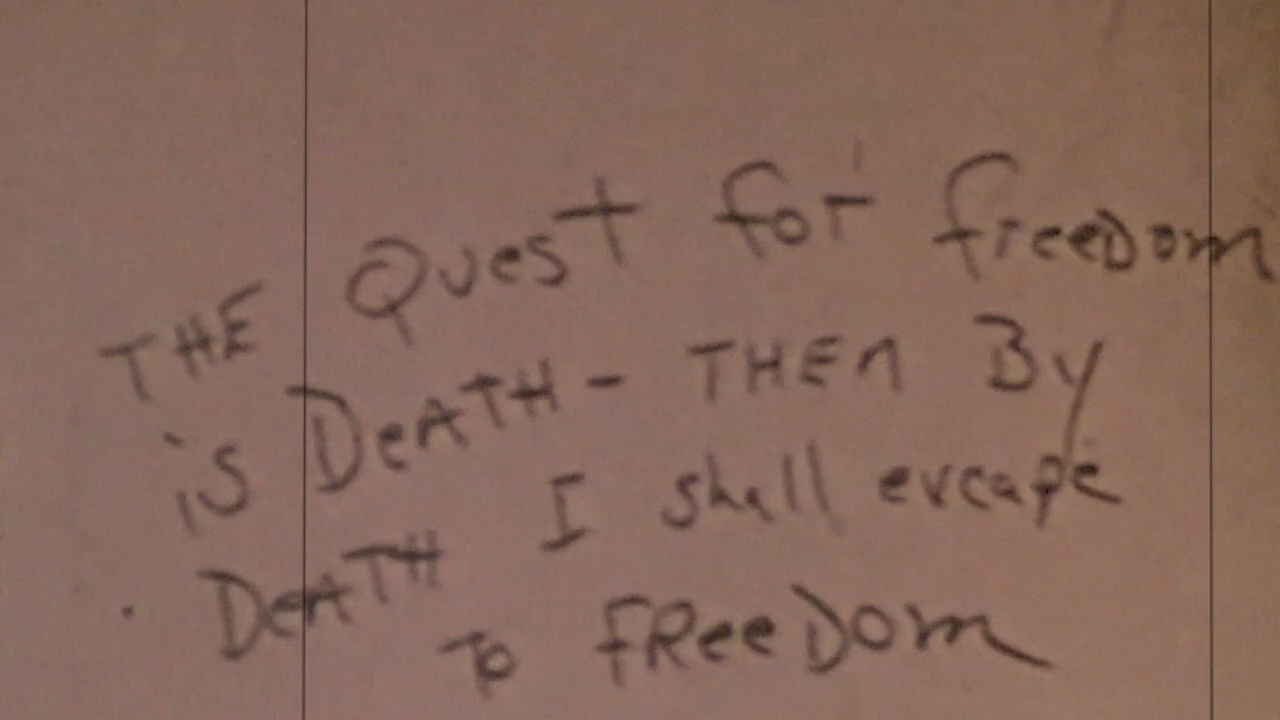 THE Quest for freeDom
is DeATH - THEn By
DeATH I shall escape
To fReeDom